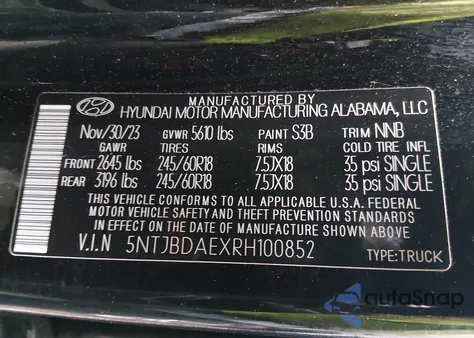 MANUFACTURED BY
HYUNDAI MOTOR MANUFACTURING ALABAMA, LLC
Nov/30/23 GVWR 5610 lbs PAINT S3B TRIM NNB
GAWR TIRES RIMS COLD TIRE INFL
FRONT 2645 lbs 245/60R18 7.5JX18 35 psi SINGLE
REAR 3196 lbs 245/60R18 7.5JX18 35 psi SINGLE
THIS VEHICLE CONFORMS TO ALL APPLICABLE U.S.A. FEDERAL
MOTOR VEHICLE SAFETY AND THEFT PREVENTION STANDARDS
IN EFFECT ON THE DATE OF MANUFACTURE SHOWN ABOVE.
V.I.N 5NTJBDAEXRH100852 TYPE:TRUCK
autoSnap